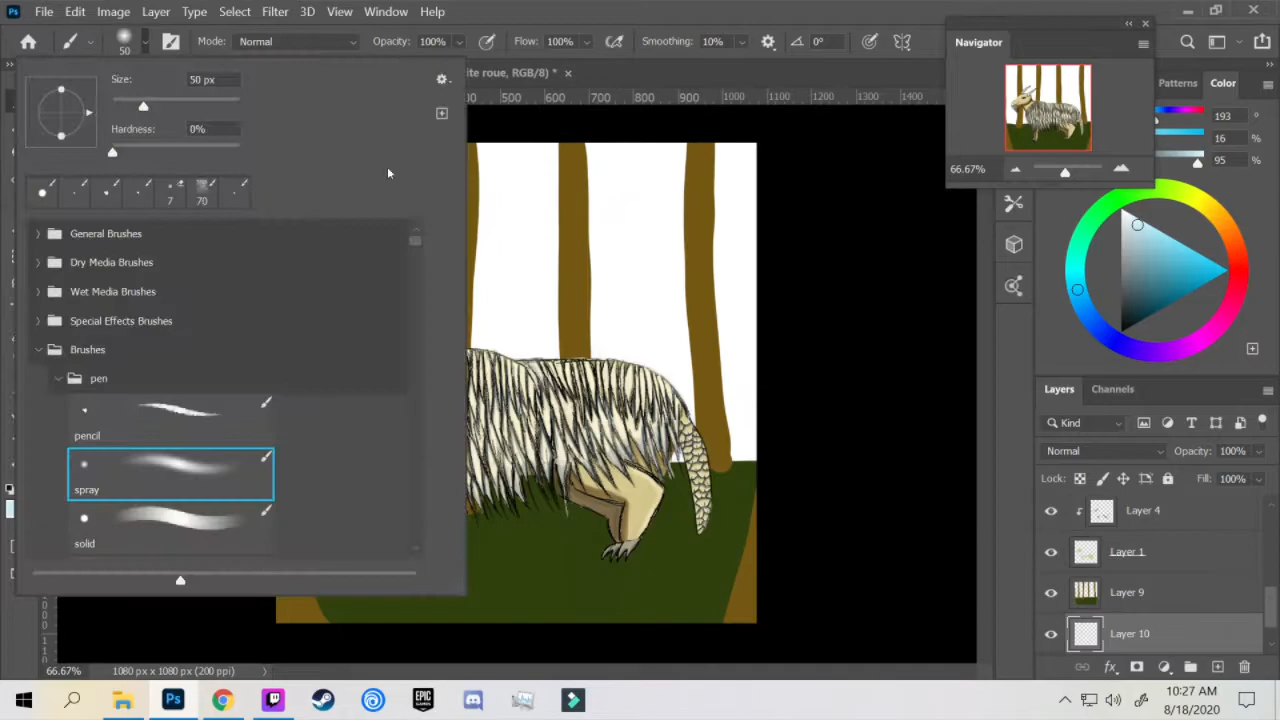 Ps File Edit Image Layer Type Select Filter 3D View Window Help
50 Mode: Normal Opacity: 100% Flow: 100% Smoothing: 10% 0°
Navigator
66.67%
ite roue, RGB/8) *
500 600 700 800 900 1000 1100 1200 1300 1400
Size: 50 px
Hardness: 0%
7 70
General Brushes
Dry Media Brushes
Wet Media Brushes
Special Effects Brushes
Brushes
pen
pencil
spray
solid
Patterns Color
193 °
16 %
95 %
Layers Channels
Kind
Normal Opacity: 100%
Lock: Fill: 100%
Layer 4
Layer 1
Layer 9
Layer 10
fx
66.67% 1080 px x 1080 px (200 ppi)
Ps EPIC GAMES
10:27 AM
8/18/2020